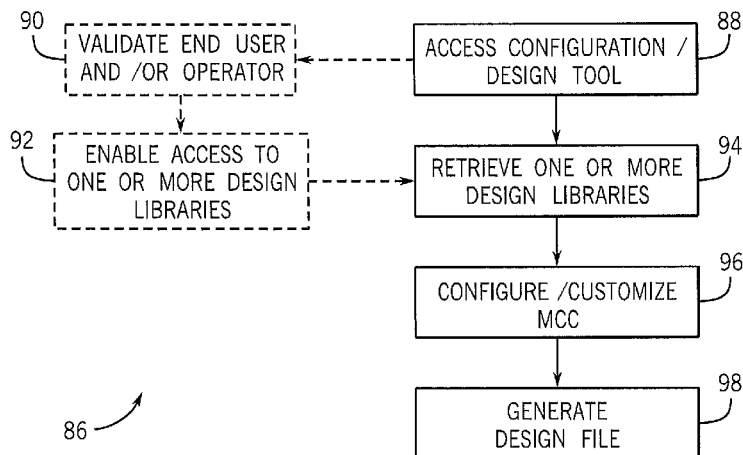 90
VALIDATE END USER
AND /OR OPERATOR
ACCESS CONFIGURATION /
DESIGN TOOL
88
92
ENABLE ACCESS TO
ONE OR MORE DESIGN
LIBRARIES
RETRIEVE ONE OR MORE
DESIGN LIBRARIES
94
CONFIGURE /CUSTOMIZE
MCC
96
GENERATE
DESIGN FILE
98
86